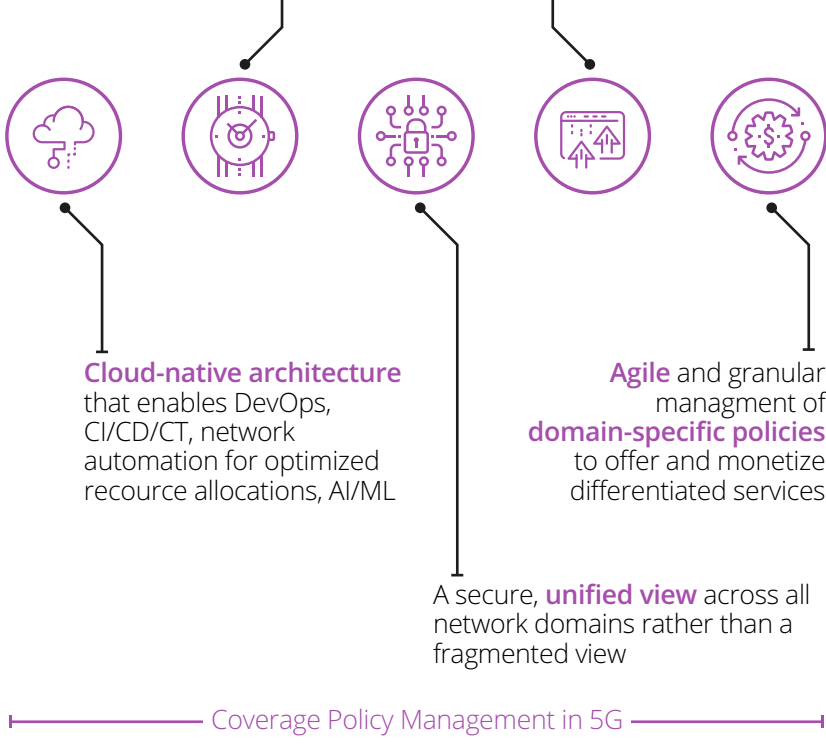 Cloud-native architecture
that enables DevOps,
CI/CD/CT, network
automation for optimized
recource allocations, AI/ML
Agile and granular
managment of
domain-specific policies
to offer and monetize
differentiated services
A secure, unified view across all
network domains rather than a
fragmented view
Coverage Policy Management in 5G